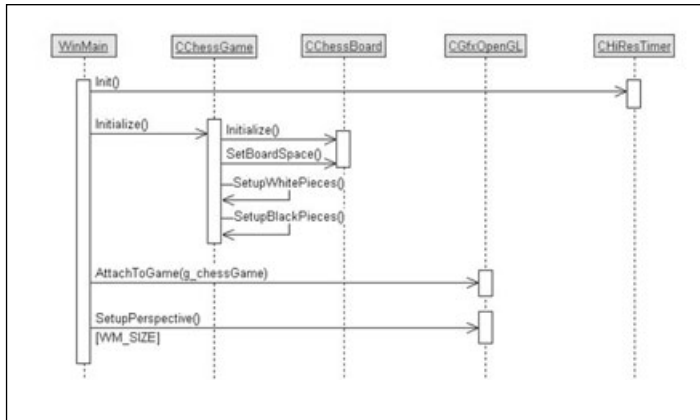 WinMain
CChessGame
CChessBoard
CGfxOpenGL
CHiResTimer
Init()
Initialize()
Initialize()
SetBoardSpace()
SetupWhitePieces()
SetupBlackPieces()
AttachToGame(g_chessGame)
SetupPerspective()
[WM_SIZE]